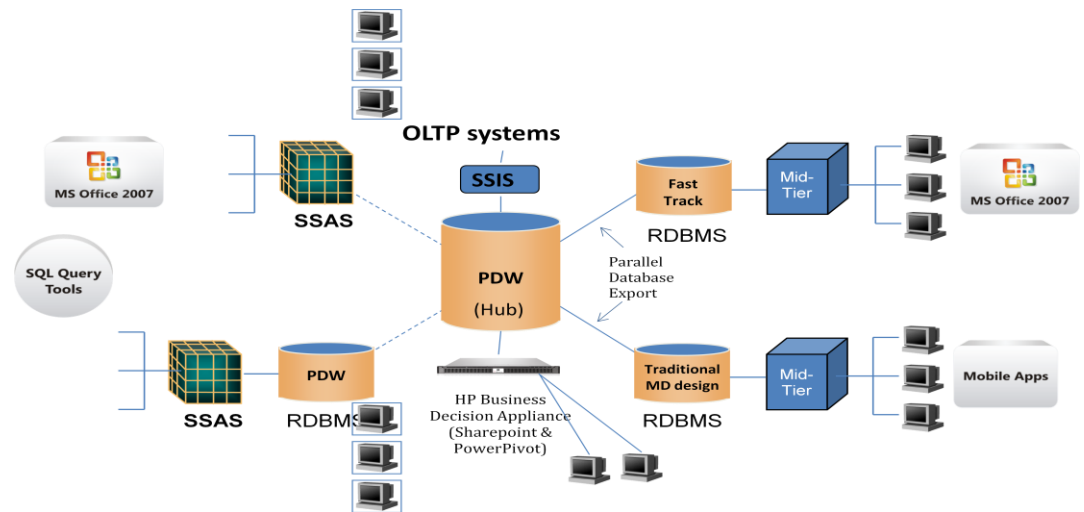 OLTP systems
SSIS
MS Office 2007
SSAS
Fast
Track
RDBMS
Mid-
Tier
MS Office 2007
SQL Query
Tools
PDW
(Hub)
Parallel
Database
Export
SSAS
PDW
RDBMS
HP Business
Decision Appliance
(Sharepoint &
PowerPivot)
Traditional
MD design
RDBMS
Mid-
Tier
Mobile Apps